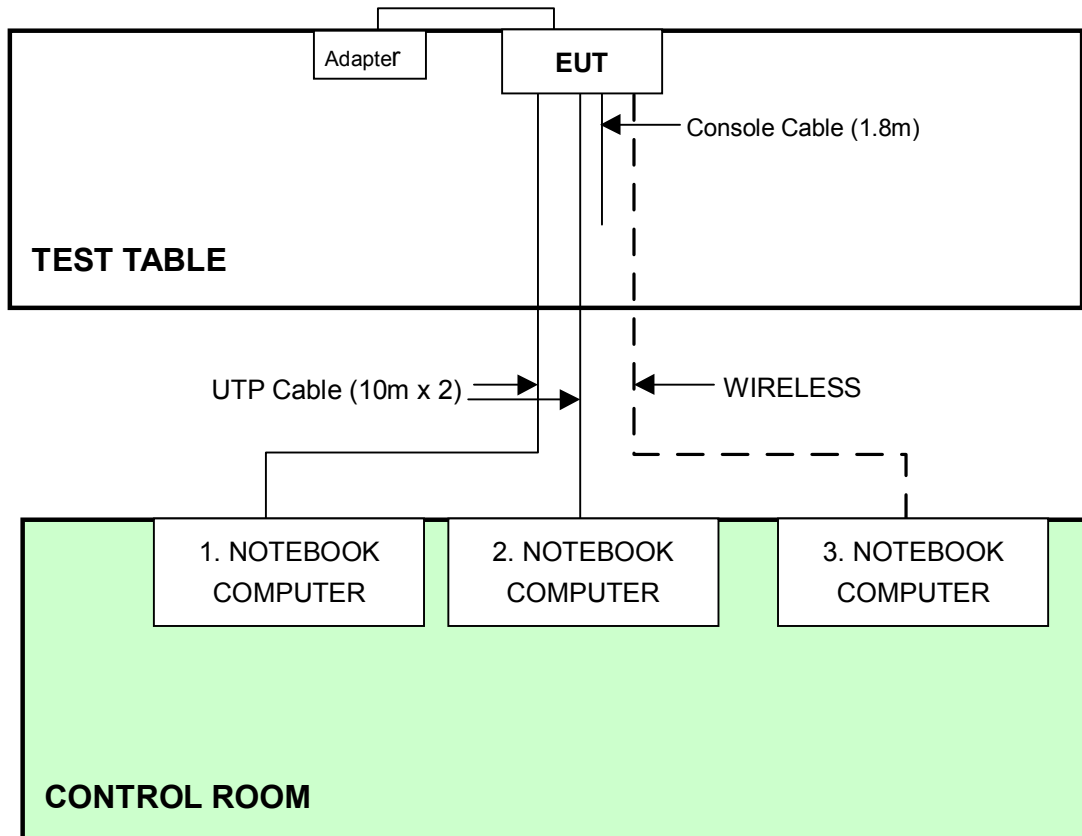 Adapter
EUT
Console Cable (1.8m)
TEST TABLE
UTP Cable (10m x 2)
WIRELESS
1. NOTEBOOK
COMPUTER
2. NOTEBOOK
COMPUTER
3. NOTEBOOK
COMPUTER
CONTROL ROOM